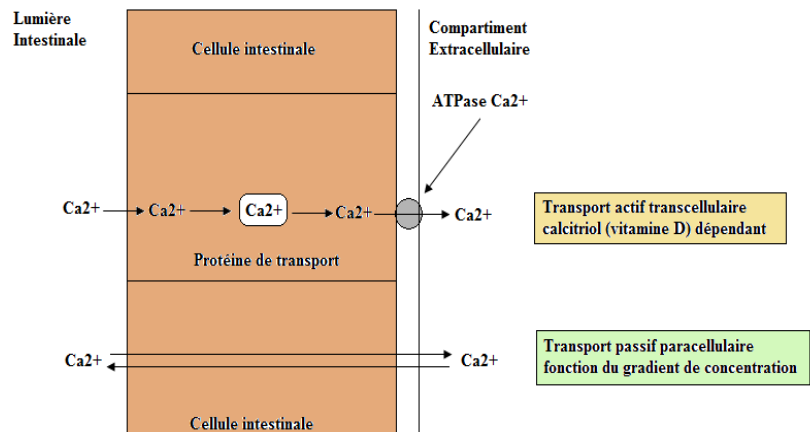 Lumière
Intestinale
Cellule intestinale
Compartiment
Extracellulaire
ATPase Ca2+
Ca2+
Ca2+
Ca2+
Ca2+
Ca2+
Transport actif transcellulaire
calcitriol (vitamine D) dépendant
Protéine de transport
Ca2+
Ca2+
Transport passif paracellulaire
fonction du gradient de concentration
Cellule intestinale